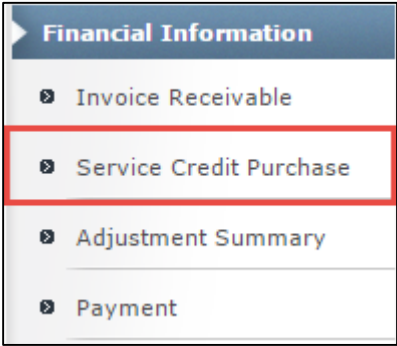 Financial Information
Invoice Receivable
Service Credit Purchase
Adjustment Summary
Payment